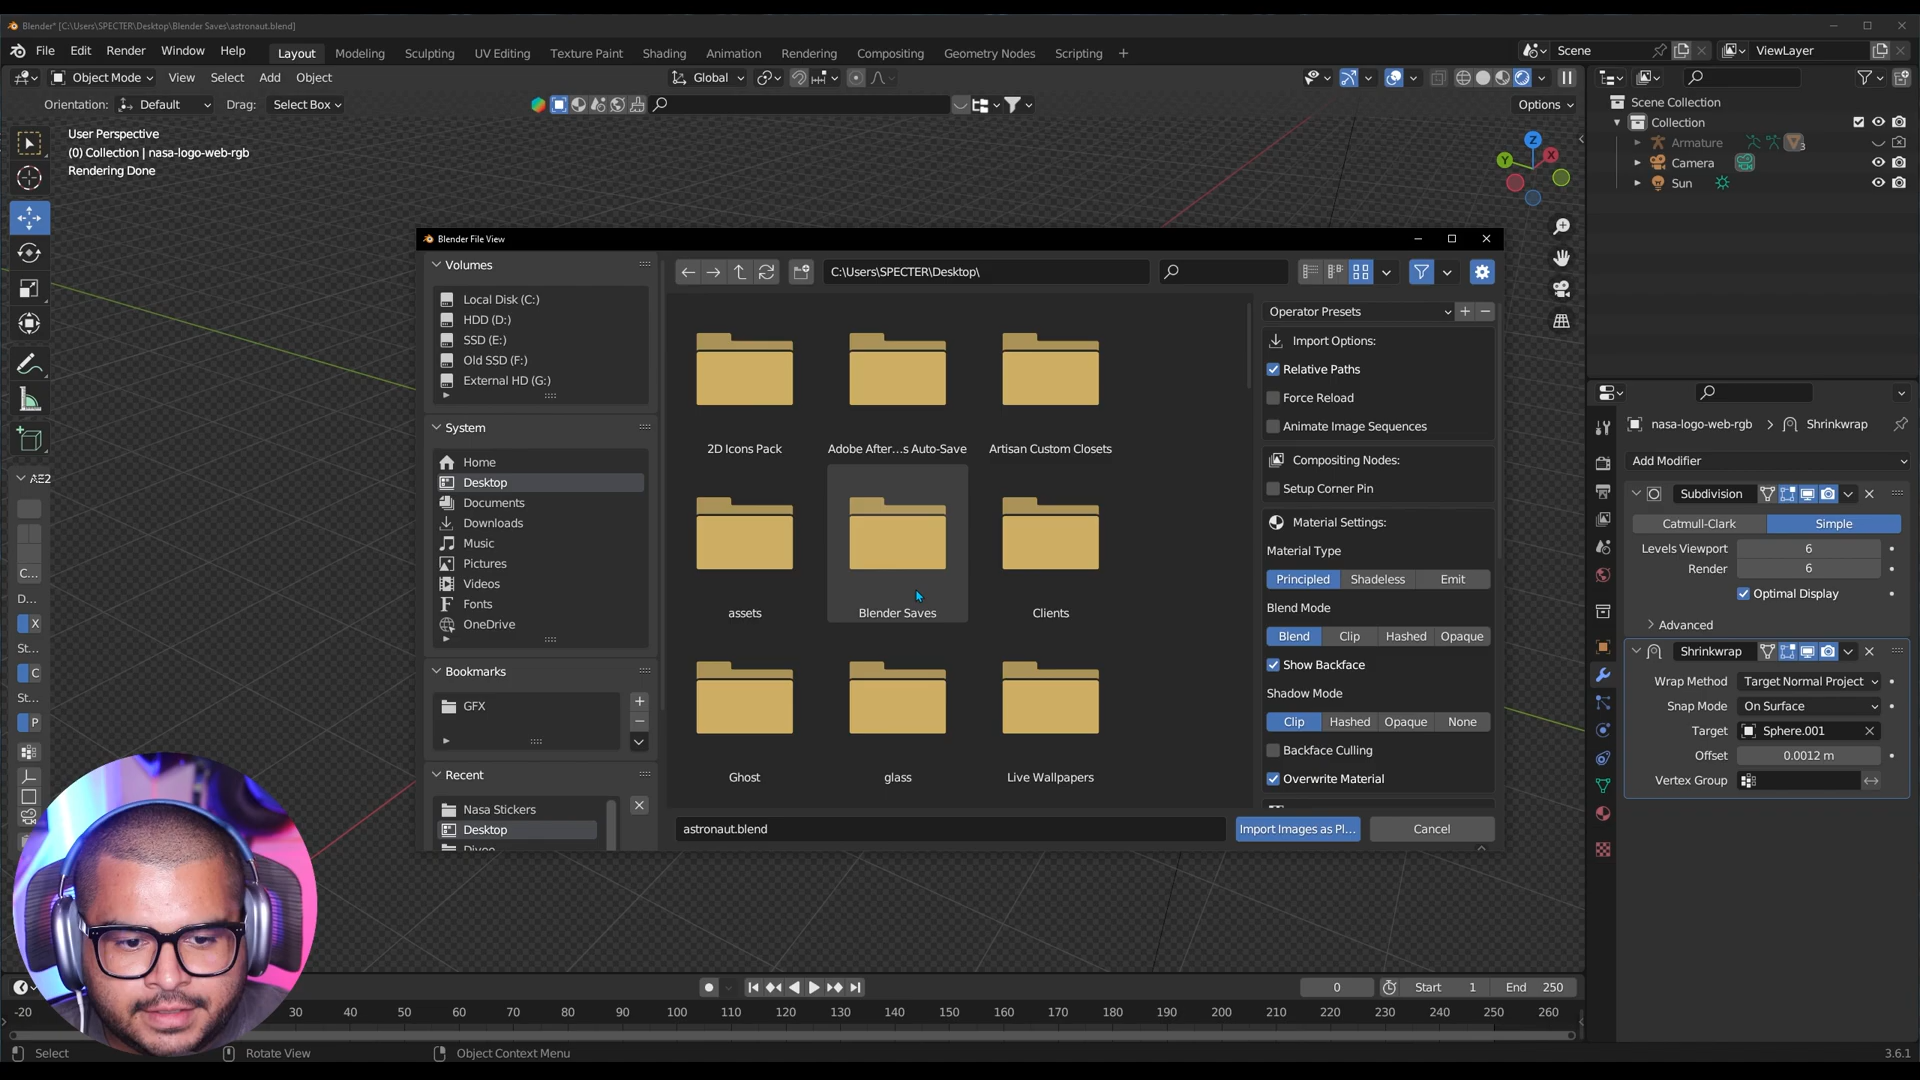 Blender* [C:\Users\SPECTER\Desktop\Blender Saves\astronaut.blend]
File Edit Render Window Help Layout Modeling Sculpting UV Editing Texture Paint Shading Animation Rendering Compositing Geometry Nodes Scripting + Scene ViewLayer
Object Mode View Select Add Object Global
Orientation: Default Drag: Select Box Options
User Perspective
(0) Collection | nasa-logo-web-rgb
Rendering Done
Z
Y
X
Scene Collection
Collection
Armature 3
Camera
Sun
Blender File View
Volumes
Local Disk (C:)
HDD (D:)
SSD (E:)
Old SSD (F:)
External HD (G:)
System
Home
Desktop
Documents
Downloads
Music
Pictures
Videos
Fonts
OneDrive
Bookmarks
GFX
Recent
Nasa Stickers
Desktop
C:\Users\SPECTER\Desktop\
2D Icons Pack Adobe After...s Auto-Save Artisan Custom Closets
assets Blender Saves Clients
Ghost glass Live Wallpapers
astronaut.blend Import Images as Pl... Cancel
Operator Presets
Import Options:
Relative Paths
Force Reload
Animate Image Sequences
Compositing Nodes:
Setup Corner Pin
Material Settings:
Material Type
Principled Shadeless Emit
Blend Mode
Blend Clip Hashed Opaque
Show Backface
Shadow Mode
Clip Hashed Opaque None
Backface Culling
Overwrite Material
AE2
C...
D...
X
St...
C
St...
P
nasa-logo-web-rgb > Shrinkwrap
Add Modifier
Subdivision
Catmull-Clark Simple
Levels Viewport 6
Render 6
Optimal Display
Advanced
Shrinkwrap
Wrap Method Target Normal Project
Snap Mode On Surface
Target Sphere.001
Offset 0.0012 m
Vertex Group
0 Start 1 End 250
-20 30 40 50 60 70 80 90 100 110 120 130 140 150 160 170 180 190 200 210 220 230 240 250 260
Select Rotate View Object Context Menu 3.6.1